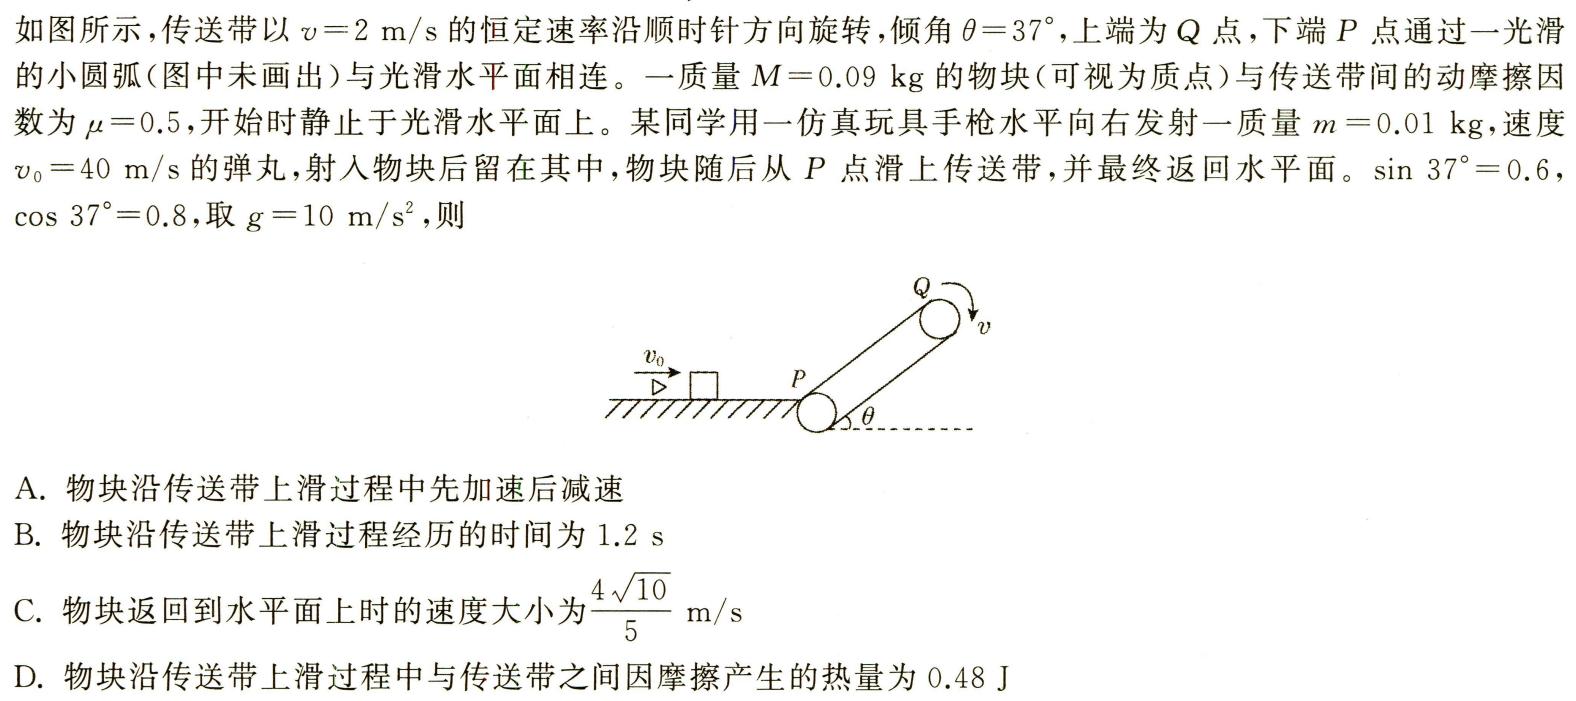 如图所示,传送带以 v=2 m/s 的恒定速率沿顺时针方向旋转,倾角 θ=37°,上端为 Q 点,下端 P 点通过一光滑
的小圆弧(图中未画出)与光滑水平面相连。一质量 M=0.09 kg 的物块(可视为质点)与传送带间的动摩擦因
数为 μ=0.5,开始时静止于光滑水平面上。某同学用一仿真玩具手枪水平向右发射一质量 m=0.01 kg,速度
v₀=40 m/s 的弹丸,射入物块后留在其中,物块随后从 P 点滑上传送带,并最终返回水平面。sin 37°=0.6,
cos 37°=0.8,取 g=10 m/s²,则
Q
v
v₀
P
θ
A. 物块沿传送带上滑过程中先加速后减速
B. 物块沿传送带上滑过程经历的时间为 1.2 s
C. 物块返回到水平面上时的速度大小为 4√10/5 m/s
D. 物块沿传送带上滑过程中与传送带之间因摩擦产生的热量为 0.48 J